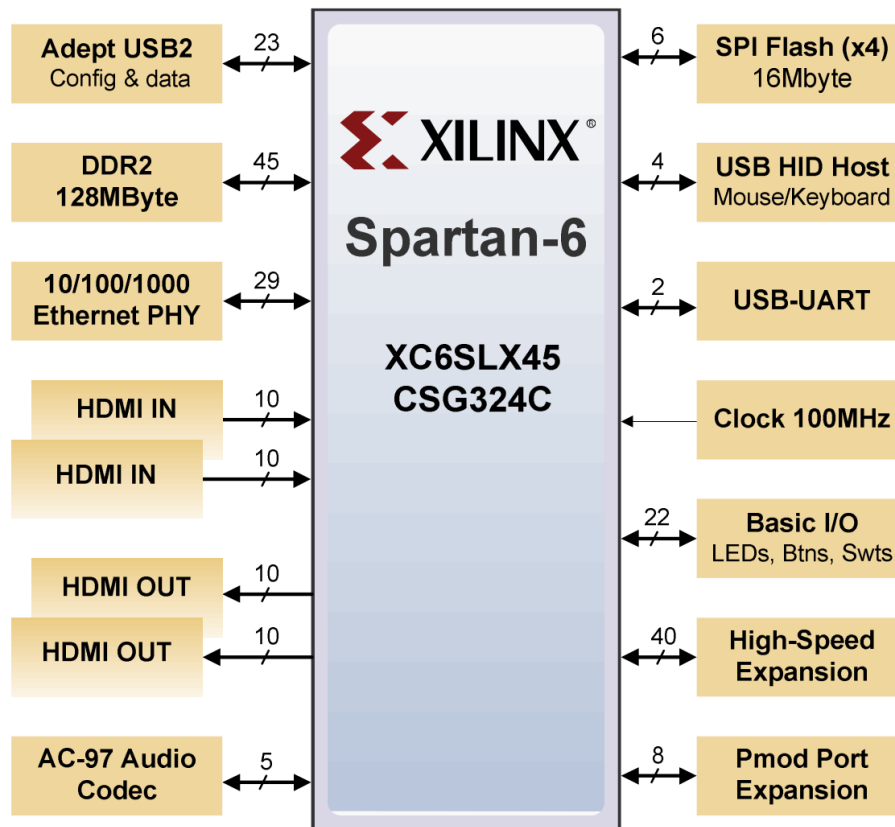 Adept USB2
Config & data
23
DDR2
128MByte
45
10/100/1000
Ethernet PHY
29
HDMI IN
10
HDMI IN
10
HDMI OUT
10
HDMI OUT
10
AC-97 Audio
Codec
5
XILINX®
Spartan-6
XC6SLX45
CSG324C
6
SPI Flash (x4)
16Mbyte
4
USB HID Host
Mouse/Keyboard
2
USB-UART
Clock 100MHz
22
Basic I/O
LEDs, Btns, Swts
40
High-Speed
Expansion
8
Pmod Port
Expansion